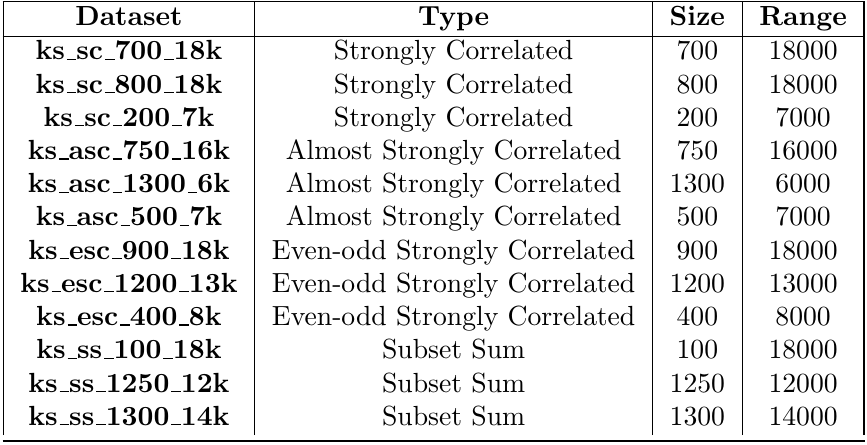 Dataset Type Size Range
ks_sc_700_18k Strongly Correlated 700 18000
ks_sc_800_18k Strongly Correlated 800 18000
ks_sc_200_7k Strongly Correlated 200 7000
ks_asc_750_16k Almost Strongly Correlated 750 16000
ks_asc_1300_6k Almost Strongly Correlated 1300 6000
ks_asc_500_7k Almost Strongly Correlated 500 7000
ks_esc_900_18k Even-odd Strongly Correlated 900 18000
ks_esc_1200_13k Even-odd Strongly Correlated 1200 13000
ks_esc_400_8k Even-odd Strongly Correlated 400 8000
ks_ss_100_18k Subset Sum 100 18000
ks_ss_1250_12k Subset Sum 1250 12000
ks_ss_1300_14k Subset Sum 1300 14000